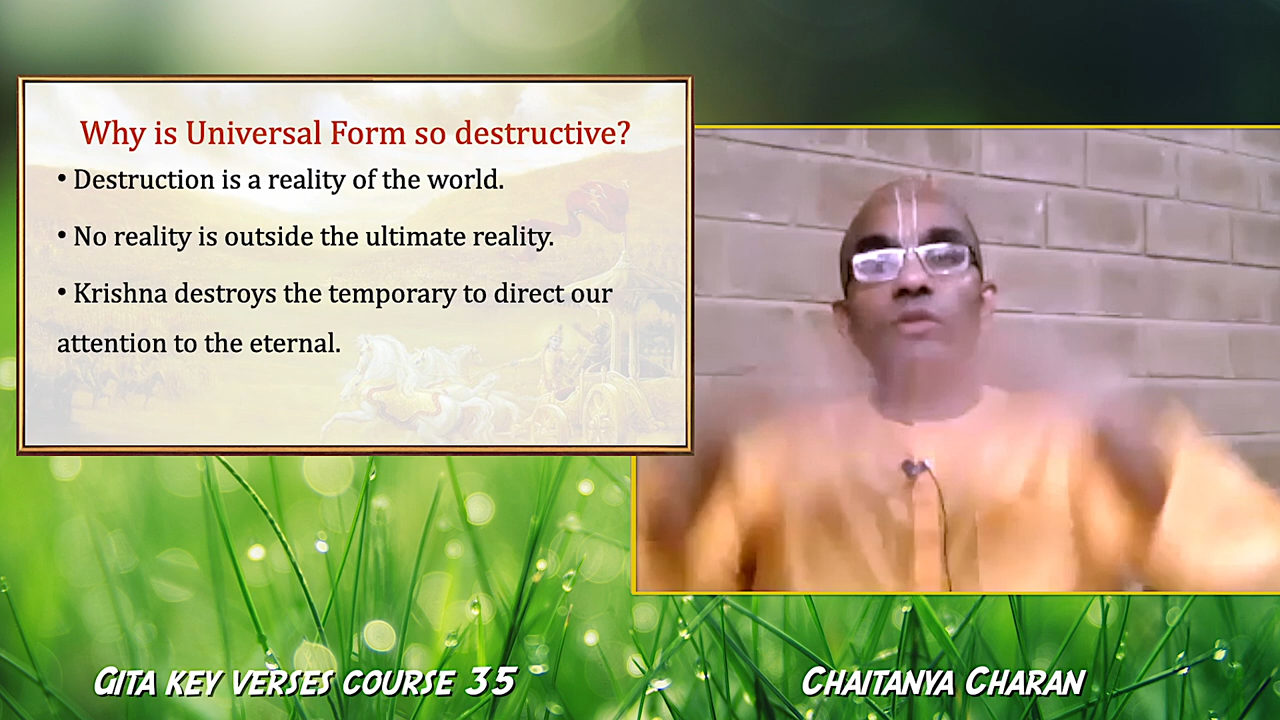 Why is Universal Form so destructive?
• Destruction is a reality of the world.
• No reality is outside the ultimate reality.
• Krishna destroys the temporary to direct our
attention to the eternal.
Gita key verses course 35
Chaitanya Charan